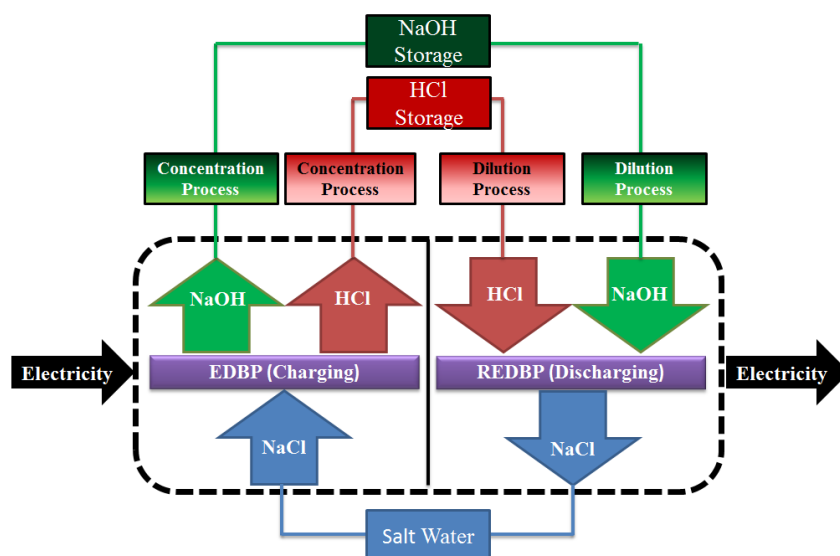 NaOH
Storage
HCl
Storage
Concentration
Process
Concentration
Process
Dilution
Process
Dilution
Process
NaOH
HCl
HCl
NaOH
Electricity
EDBP (Charging)
REDBP (Discharging)
Electricity
NaCl
NaCl
Salt Water